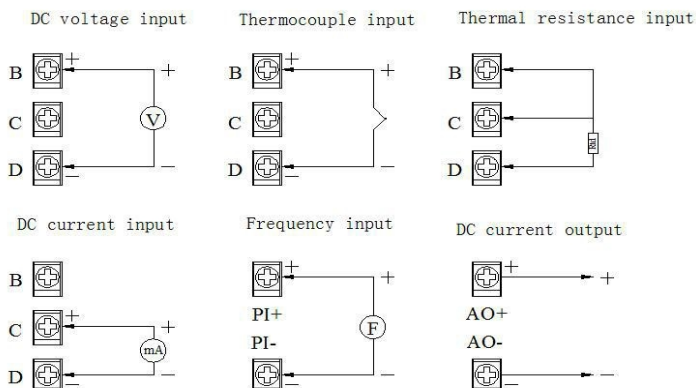 DC voltage input
B
+
+
C
V
D
−
−
Thermocouple input
B
+
+
C
D
−
−
Thermal resistance input
B
C
D
DC current input
B
C
+
+
mA
D
−
−
Frequency input
+
+
PI+
PI-
F
−
−
DC current output
+
+
AO+
AO-
−
−